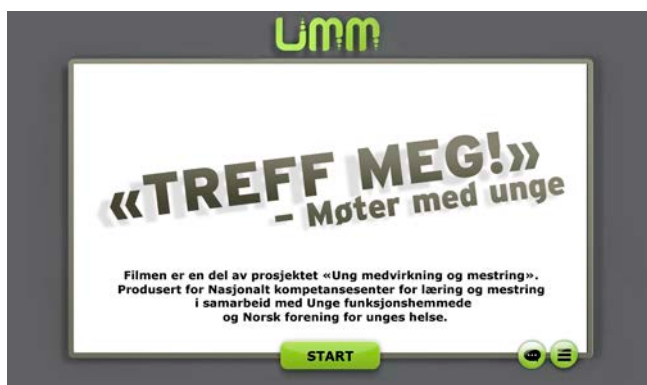 UMM
«TREFF MEG!»
– Møter med unge
Filmen er en del av prosjektet «Ung medvirkning og mestring».
Produsert for Nasjonalt kompetansesenter for læring og mestring
i samarbeid med Unge funksjonshemmede
og Norsk forening for unges helse.
START